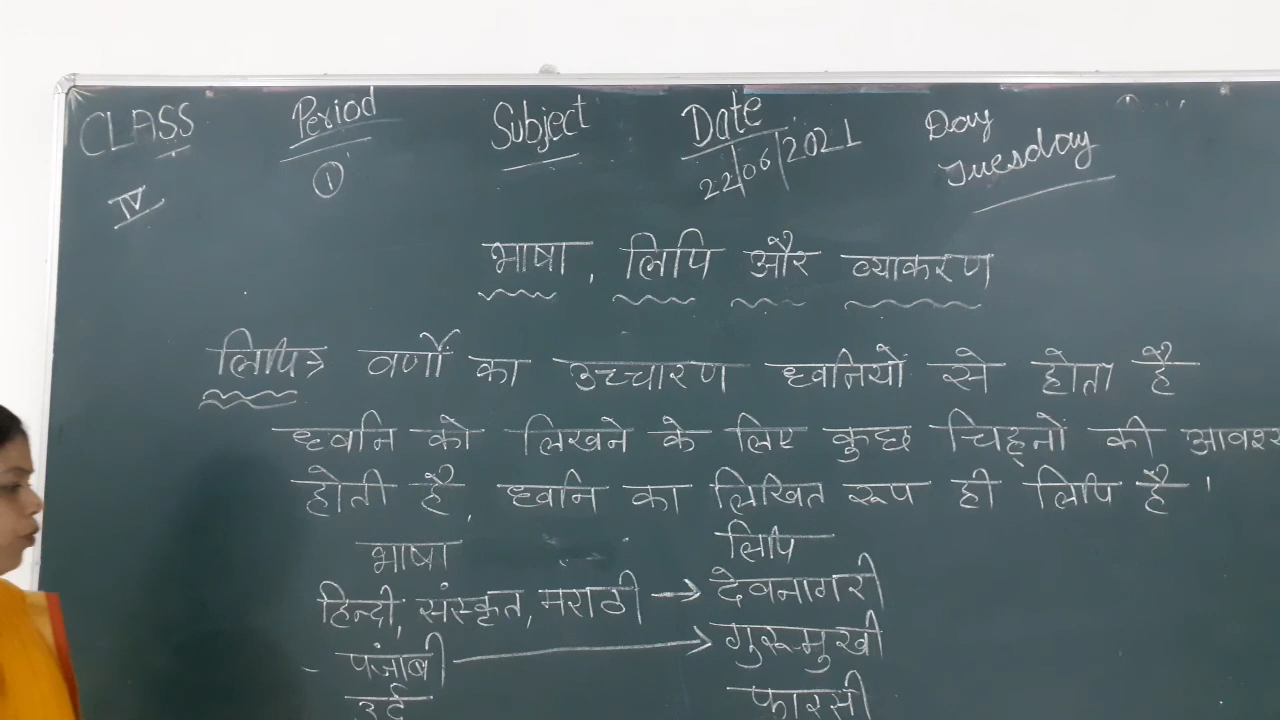 CLASS Period Subject Date Day
IV 1 22/06/2021 Tuesday
भाषा, लिपि और व्याकरण
लिपि→ वर्णों का उच्चारण ध्वनियों से होता है
ध्वनि को लिखने के लिए कुछ चिह्नों की
होती है, ध्वनि का लिखित रूप ही लिपि है।
भाषा लिपि
हिन्दी, संस्कृत, मराठी → देवनागरी
- पंजाबी → गुरूमुखी
उर्दू फारसी